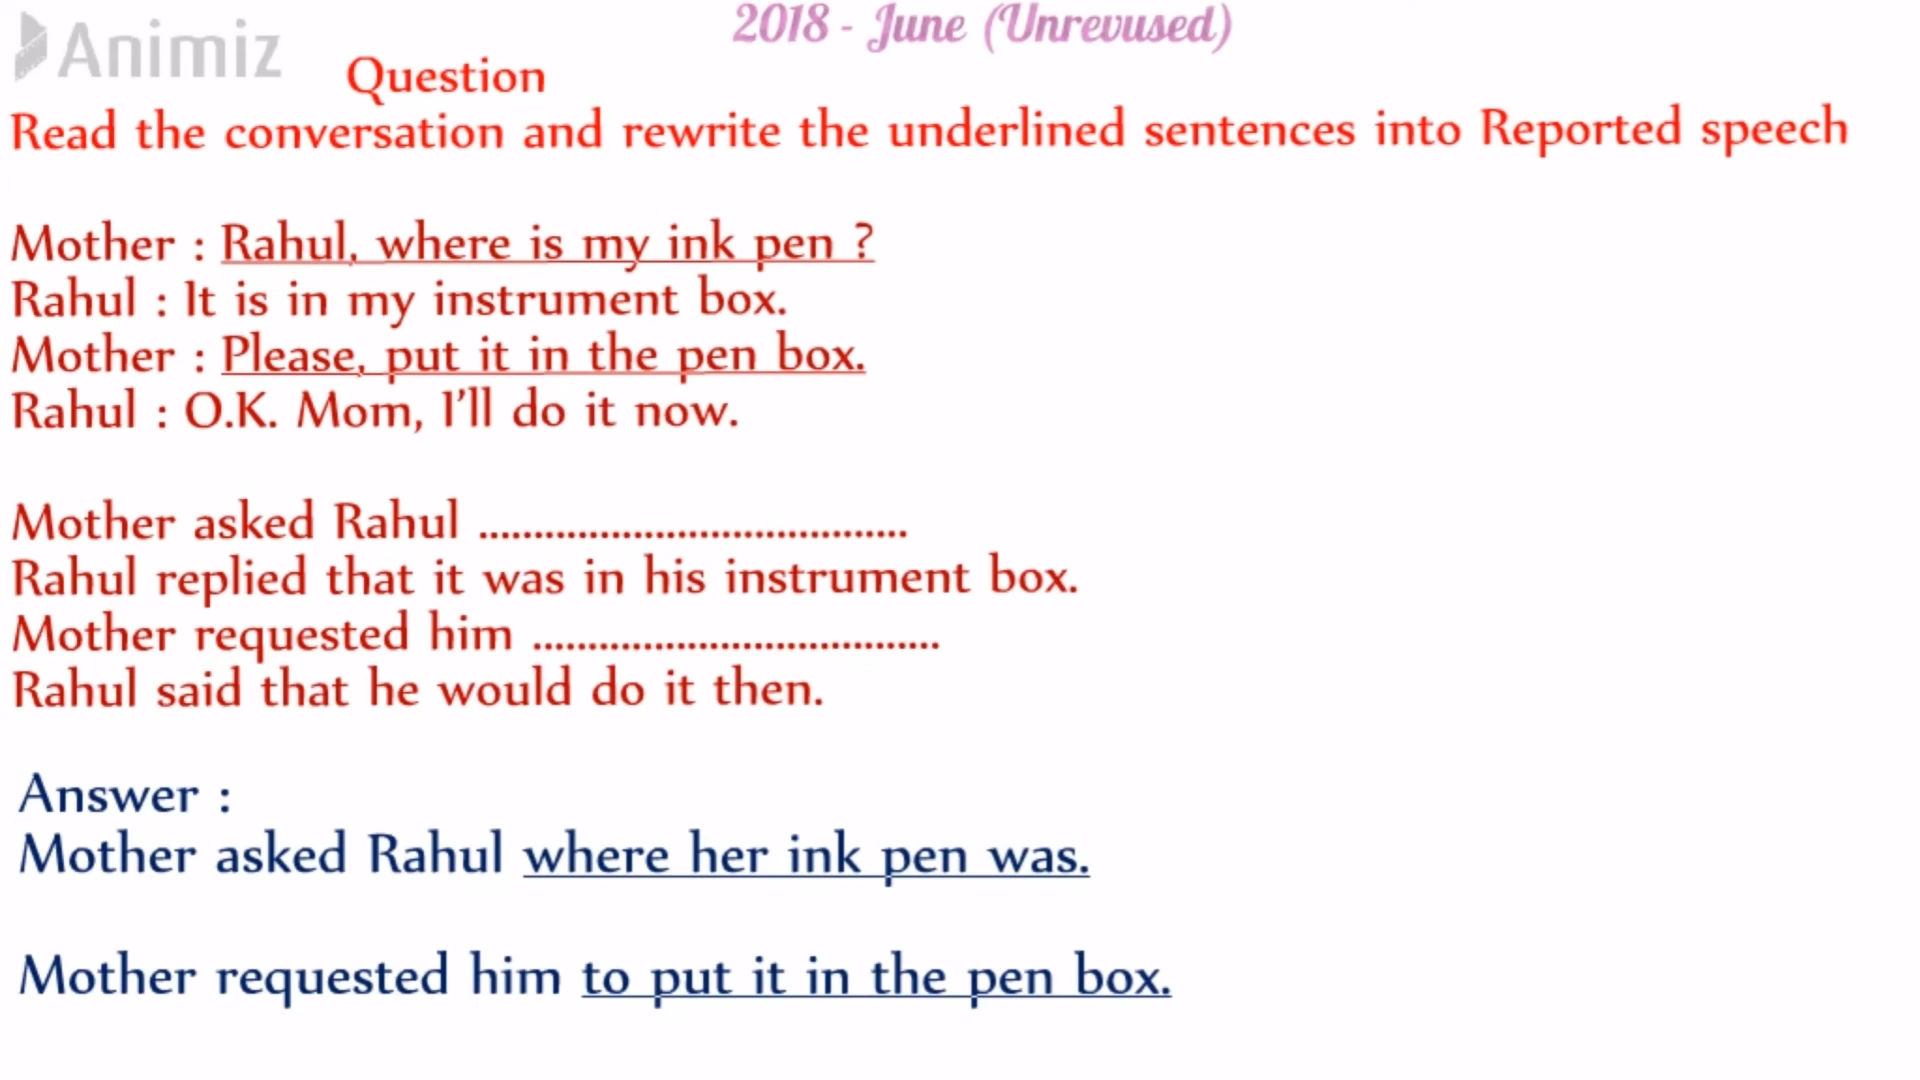 Animiz
2018 - June (Unrevused)
Question
Read the conversation and rewrite the underlined sentences into Reported speech
Mother : Rahul, where is my ink pen ?
Rahul : It is in my instrument box.
Mother : Please, put it in the pen box.
Rahul : O.K. Mom, I'll do it now.
Mother asked Rahul .......................................
Rahul replied that it was in his instrument box.
Mother requested him .....................................
Rahul said that he would do it then.
Answer :
Mother asked Rahul where her ink pen was.
Mother requested him to put it in the pen box.